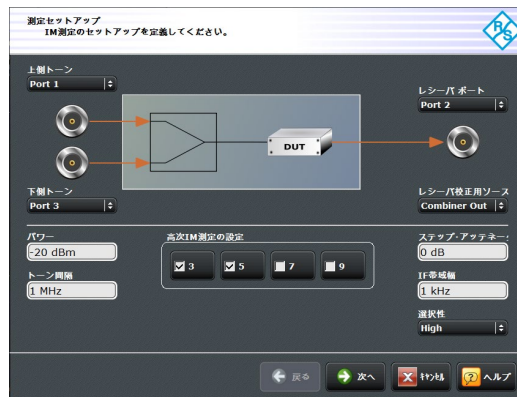 測定セットアップ
IM測定のセットアップを定義してください。
R&S
上側トーン
Port 1
レシーバ ポート
Port 2
DUT
下側トーン
Port 3
レシーバ校正用ソース
Combiner Out
パワー
-20 dBm
高次IM測定の設定
3
5
7
9
ステップ・アッテネー
0 dB
トーン間隔
1 MHz
IF帯域幅
1 kHz
選択性
High
戻る
次へ
ｷｬﾝｾﾙ
ヘルプ